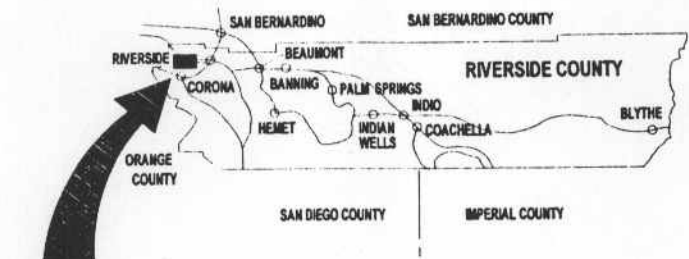 SAN BERNARDINO
SAN BERNARDINO COUNTY
RIVERSIDE
BEAUMONT
RIVERSIDE COUNTY
CORONA
BANNING
PALM SPRINGS
INDIO
BLYTHE
HEMET
INDIAN
WELLS
COACHELLA
ORANGE
COUNTY
SAN DIEGO COUNTY
IMPERIAL COUNTY